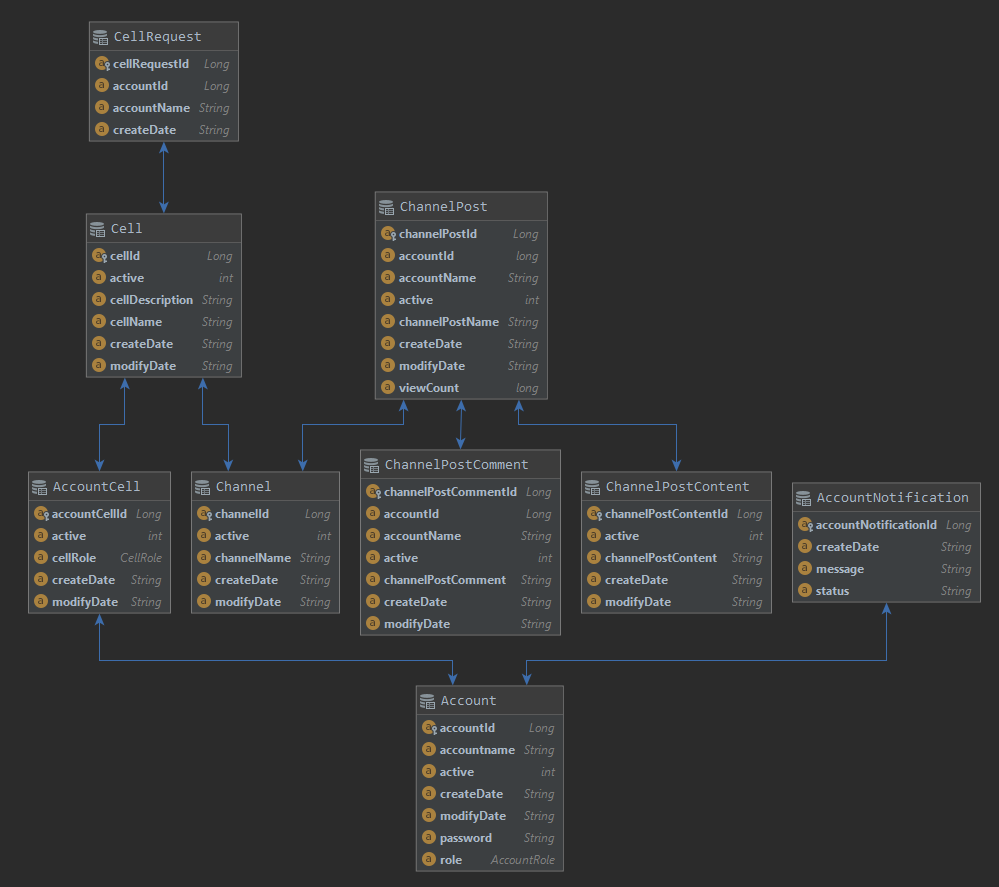 CellRequest
cellRequestId Long
accountId Long
accountName String
createDate String
Cell
cellId Long
active int
cellDescription String
cellName String
createDate String
modifyDate String
ChannelPost
channelPostId Long
accountId long
accountName String
active int
channelPostName String
createDate String
modifyDate String
viewCount long
AccountCell
accountCellId Long
active int
cellRole CellRole
createDate String
modifyDate String
Channel
channelId Long
active int
channelName String
createDate String
modifyDate String
ChannelPostComment
channelPostCommentId Long
accountId Long
accountName String
active int
channelPostComment String
createDate String
modifyDate String
ChannelPostContent
channelPostContentId Long
active int
channelPostContent String
createDate String
modifyDate String
AccountNotification
accountNotificationId Long
createDate String
message String
status String
Account
accountId Long
accountname String
active int
createDate String
modifyDate String
password String
role AccountRole